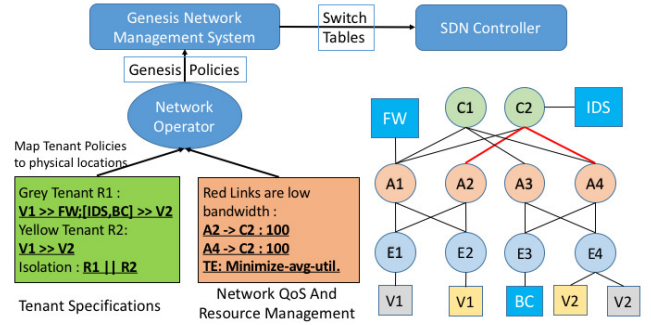 Genesis Network
Management System
Switch
Tables
SDN Controller
Genesis Policies
Network
Operator
Map Tenant Policies
to physical locations
Grey Tenant R1 :
V1 >> FW;[IDS,BC] >> V2
Yellow Tenant R2:
V1 >> V2
Isolation : R1 || R2
Tenant Specifications
Red Links are low
bandwidth :
A2 -> C2 : 100
A4 -> C2 : 100
TE: Minimize-avg-util.
Network QoS And
Resource Management
C1 C2 IDS
FW
A1 A2 A3 A4
E1 E2 E3 E4
V1 V1 BC V2 V2